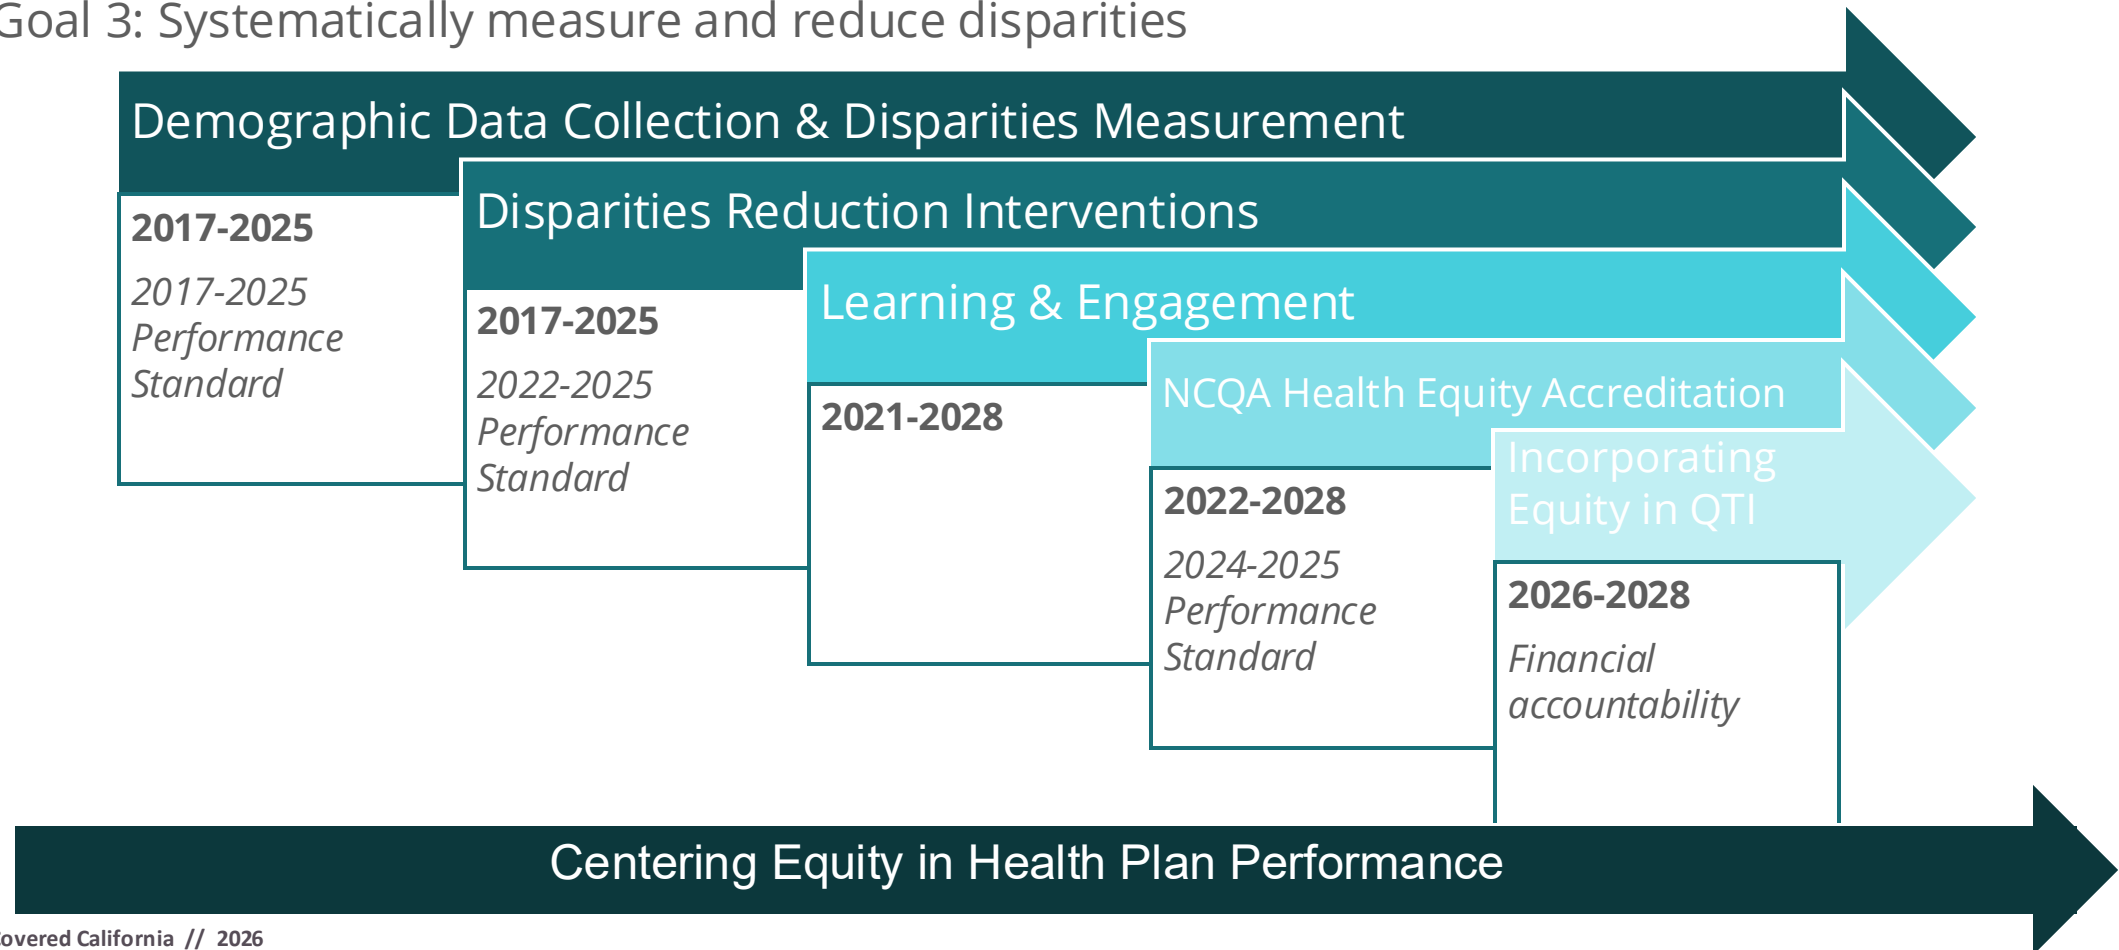 Goal 3: Systematically measure and reduce disparities
Demographic Data Collection & Disparities Measurement
2017-2025
2017-2025
Performance
Standard
Disparities Reduction Interventions
2017-2025
2022-2025
Performance
Standard
Learning & Engagement
2021-2028
NCQA Health Equity Accreditation
2022-2028
2024-2025
Performance
Standard
Incorporating
Equity in QTI
2026-2028
Financial
accountability
Centering Equity in Health Plan Performance
Covered California // 2026